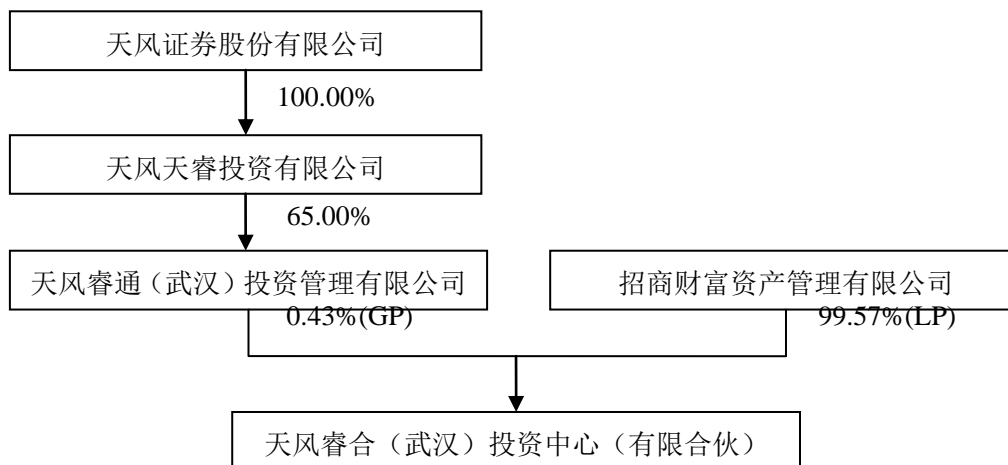 天风证券股份有限公司
100.00%
天风天睿投资有限公司
65.00%
天风睿通（武汉）投资管理有限公司
招商财富资产管理有限公司
0.43%(GP)
99.57%(LP)
天风睿合（武汉）投资中心（有限合伙）